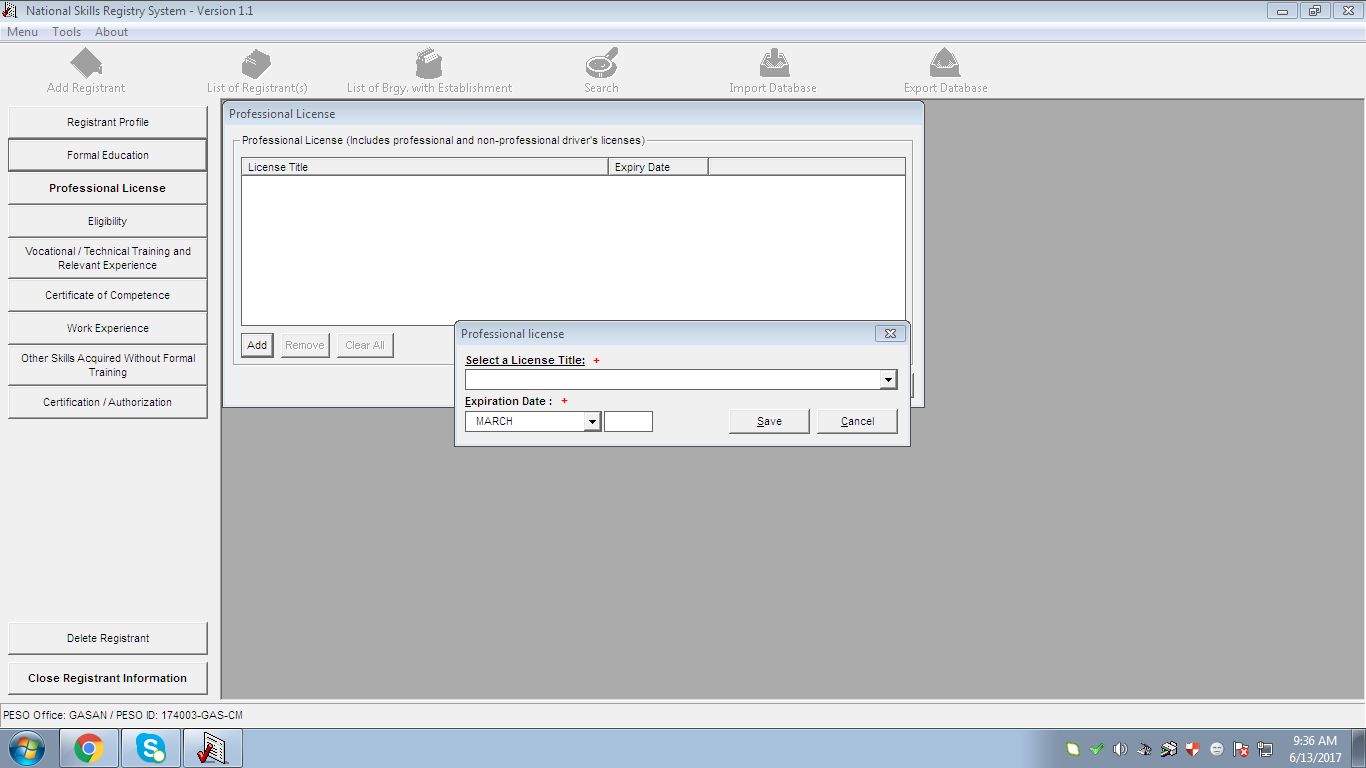 National Skills Registry System - Version 1.1
Menu Tools About
Add Registrant List of Registrant(s) List of Brgy. with Establishment Search Import Database Export Database
Registrant Profile
Formal Education
Professional License
Eligibility
Vocational / Technical Training and
Relevant Experience
Certificate of Competence
Work Experience
Other Skills Acquired Without Formal
Training
Certification / Authorization
Delete Registrant
Close Registrant Information
Professional License
Professional License (Includes professional and non-professional driver's licenses)
License Title Expiry Date
Add Remove Clear All
Professional license
Select a License Title: +
Expiration Date : +
MARCH
Save Cancel
PESO Office: GASAN / PESO ID: 174003-GAS-CM
9:36 AM
6/13/2017